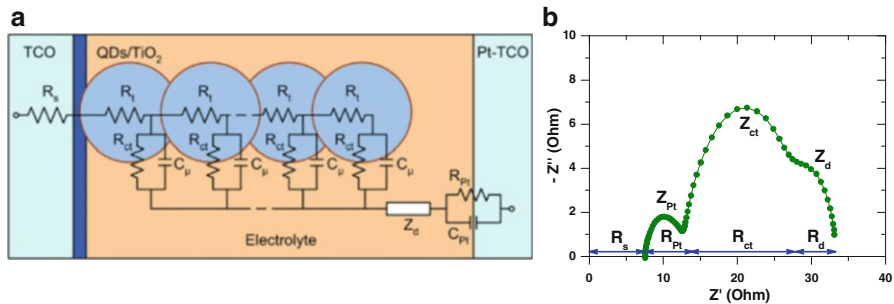 a
TCO
QDs/TiO2
Pt-TCO
Rs
Rt
Rt
Rt
Rt
Rct
Cμ
Rct
Cμ
Rct
Cμ
Rct
Cμ
RPt
Zd
CPt
Electrolyte
b
- Z'' (Ohm)
10
8
6
4
2
0
Zct
Zd
ZPt
Rs
RPt
Rct
Rd
0 10 20 30 40
Z' (Ohm)